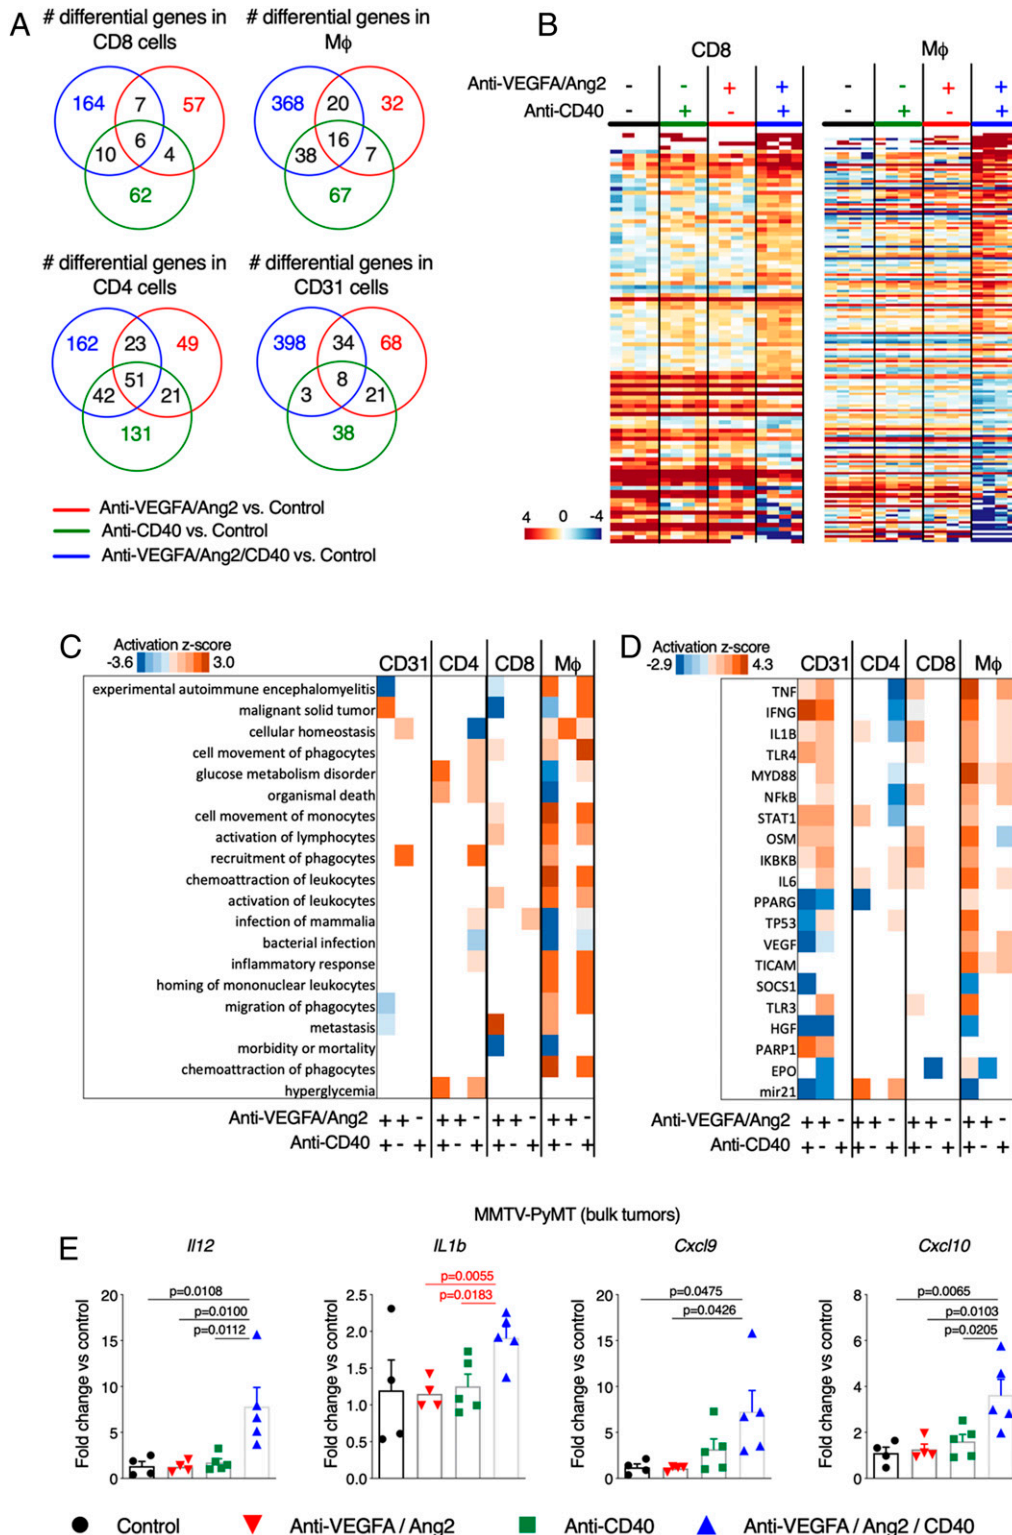 A
# differential genes in
CD8 cells
# differential genes in
Mϕ
164
7
57
6
10
4
62
368
20
32
16
38
7
67
# differential genes in
CD4 cells
# differential genes in
CD31 cells
162
23
49
51
42
21
131
398
34
68
8
3
21
38
Anti-VEGFA/Ang2 vs. Control
Anti-CD40 vs. Control
Anti-VEGFA/Ang2/CD40 vs. Control
B
CD8
Mϕ
Anti-VEGFA/Ang2 - - + + - - + +
Anti-CD40 - + - + - + - +
4 0 -4
C
Activation z-score
-3.6 3.0
CD31 CD4 CD8 Mϕ
experimental autoimmune encephalomyelitis
malignant solid tumor
cellular homeostasis
cell movement of phagocytes
glucose metabolism disorder
organismal death
cell movement of monocytes
activation of lymphocytes
recruitment of phagocytes
chemoattraction of leukocytes
activation of leukocytes
infection of mammalia
bacterial infection
inflammatory response
homing of mononuclear leukocytes
migration of phagocytes
metastasis
morbidity or mortality
chemoattraction of phagocytes
hyperglycemia
Anti-VEGFA/Ang2 + + - + + - + + - + + -
Anti-CD40 + - + + - + + - + + - +
D
Activation z-score
-2.9 4.3
CD31 CD4 CD8 Mϕ
TNF
IFNG
IL1B
TLR4
MYD88
NFkB
STAT1
OSM
IKBKB
IL6
PPARG
TP53
VEGF
TICAM
SOCS1
TLR3
HGF
PARP1
EPO
mir21
Anti-VEGFA/Ang2 + + - + + - + + - + + -
Anti-CD40 + - + + - + + - + + - +
MMTV-PyMT (bulk tumors)
E
Il12
Fold change vs control
20
15
10
5
0
p=0.0108
p=0.0100
p=0.0112
IL1b
Fold change vs control
2.5
2.0
1.5
1.0
0.5
0.0
p=0.0055
p=0.0183
Cxcl9
Fold change vs control
20
15
10
5
0
p=0.0475
p=0.0426
Cxcl10
Fold change vs control
8
6
4
2
0
p=0.0065
p=0.0103
p=0.0205
Control
Anti-VEGFA / Ang2
Anti-CD40
Anti-VEGFA / Ang2 / CD40